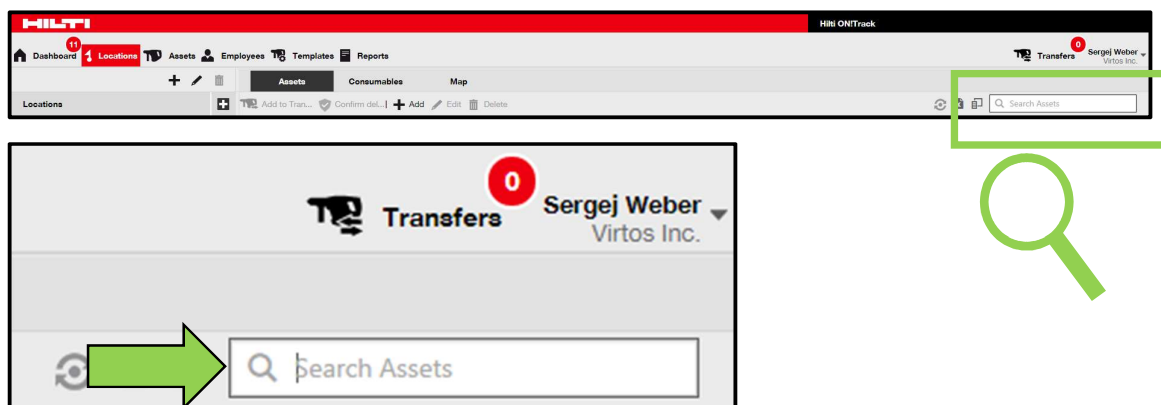 HILTI
Hilti ON!Track
Dashboard 11 Locations Assets Employees Templates Reports
Transfers 0 Sergej Weber
Virtos Inc.
Assets Consumables Map
Locations Add to Tran... Confirm del...| Add Edit Delete Search Assets
0
Transfers Sergej Weber
Virtos Inc.
Search Assets